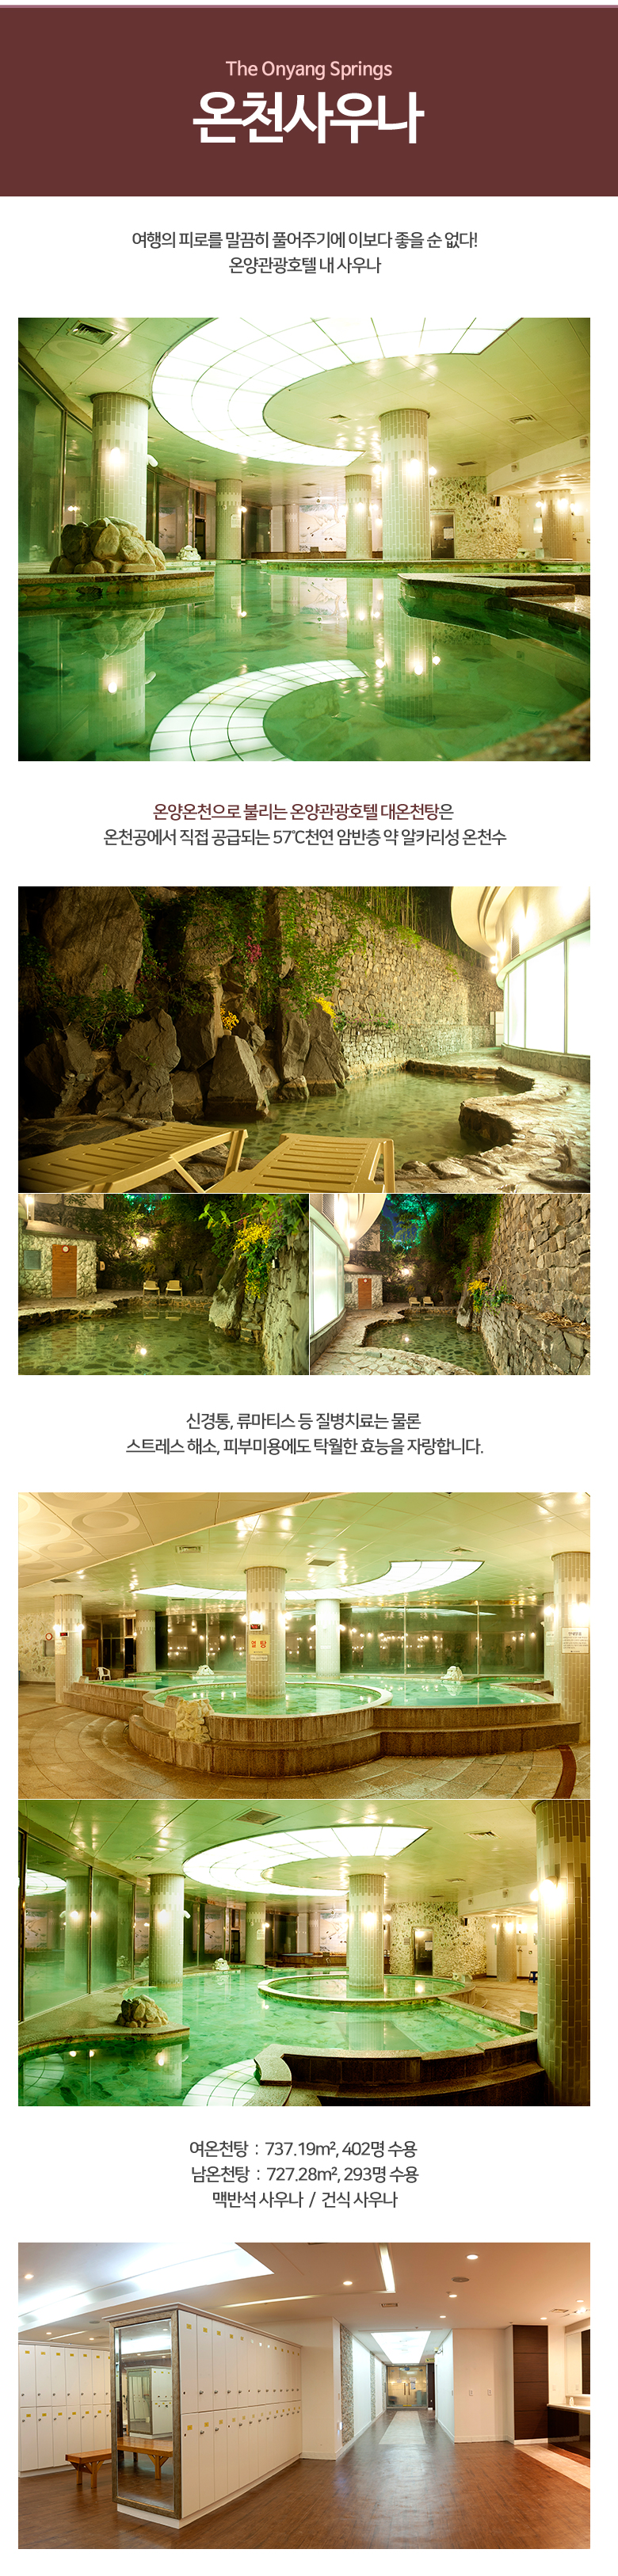 The Onyang Springs
온천사우나
여행의 피로를 말끔히 풀어주기에 이보다 좋을 순 없다!
온양관광호텔 내 사우나
온양온천으로 불리는 온양관광호텔 대온천탕은
온천공에서 직접 공급되는 57℃천연 암반층 약 알카리성 온천수
신경통, 류마티스 등 질병치료는 물론
스트레스 해소, 피부미용에도 탁월한 효능을 자랑합니다.
여온천탕 : 737.19m², 402명 수용
남온천탕 : 727.28m², 293명 수용
맥반석 사우나 / 건식 사우나